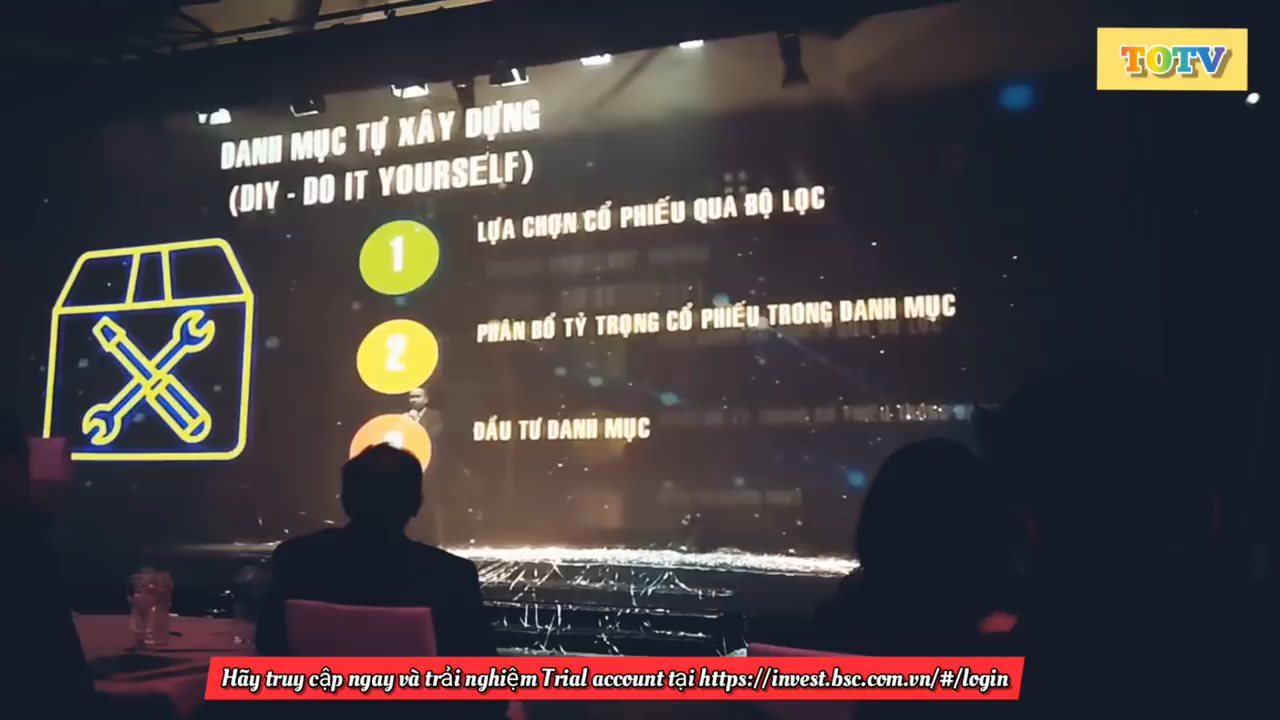 TOTV
DANH MỤC TỰ XÂY DỰNG
(DIY - DO IT YOURSELF)
1
LỰA CHỌN CỔ PHIẾU QUA BỘ LỌC
2
PHÂN BỔ TỶ TRỌNG CỔ PHIẾU TRONG DANH MỤC
3
ĐẦU TƯ DANH MỤC
Hãy truy cập ngay và trải nghiệm Trial account tại https://invest.bsc.com.vn/#/login